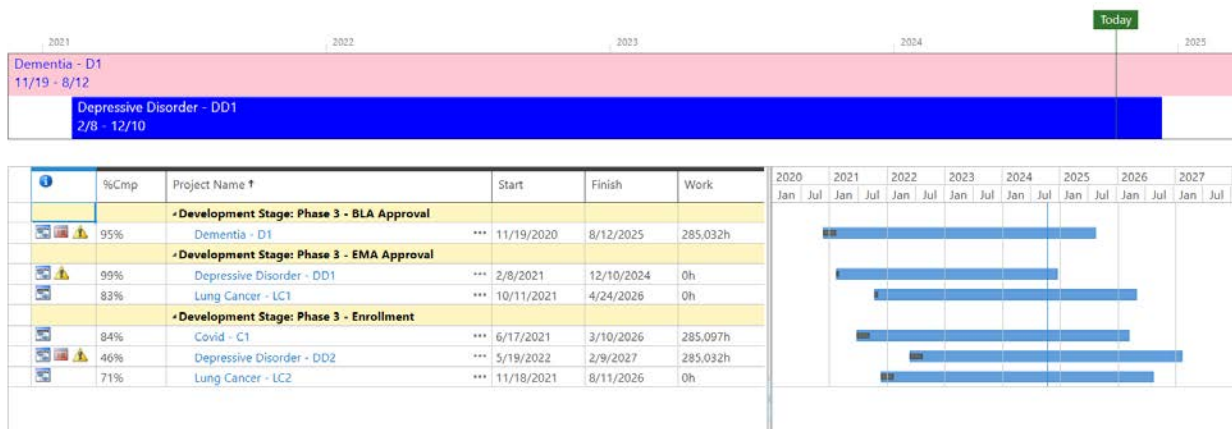 Today
2021 2022 2023 2024 2025
Dementia - D1
11/19 - 8/12
Depressive Disorder - DD1
2/8 - 12/10
%Cmp Project Name Start Finish Work
2020 2021 2022 2023 2024 2025 2026 2027
Jan Jul Jan Jul Jan Jul Jan Jul Jan Jul Jan Jul Jan Jul Jan Jul
Development Stage: Phase 3 - BLA Approval
95% Dementia - D1 ... 11/19/2020 8/12/2025 285,032h
Development Stage: Phase 3 - EMA Approval
99% Depressive Disorder - DD1 ... 2/8/2021 12/10/2024 0h
83% Lung Cancer - LC1 ... 10/11/2021 4/24/2026 0h
Development Stage: Phase 3 - Enrollment
84% Covid - C1 ... 6/17/2021 3/10/2026 285,097h
46% Depressive Disorder - DD2 ... 5/19/2022 2/9/2027 285,032h
71% Lung Cancer - LC2 ... 11/18/2021 8/11/2026 0h